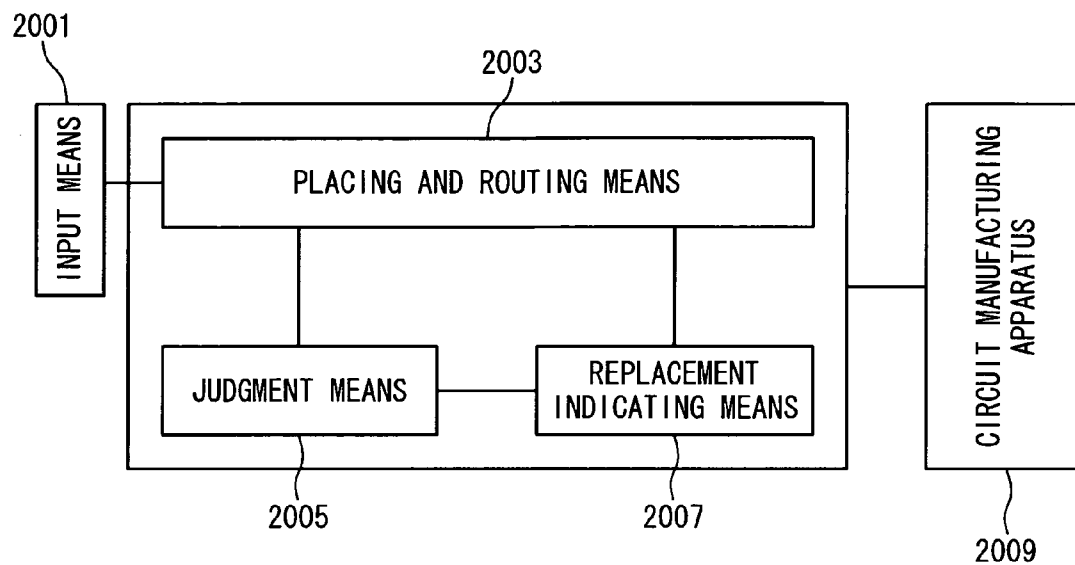 2001
2003
INPUT MEANS
PLACING AND ROUTING MEANS
JUDGMENT MEANS
REPLACEMENT
INDICATING MEANS
CIRCUIT MANUFACTURING
APPARATUS
2005
2007
2009